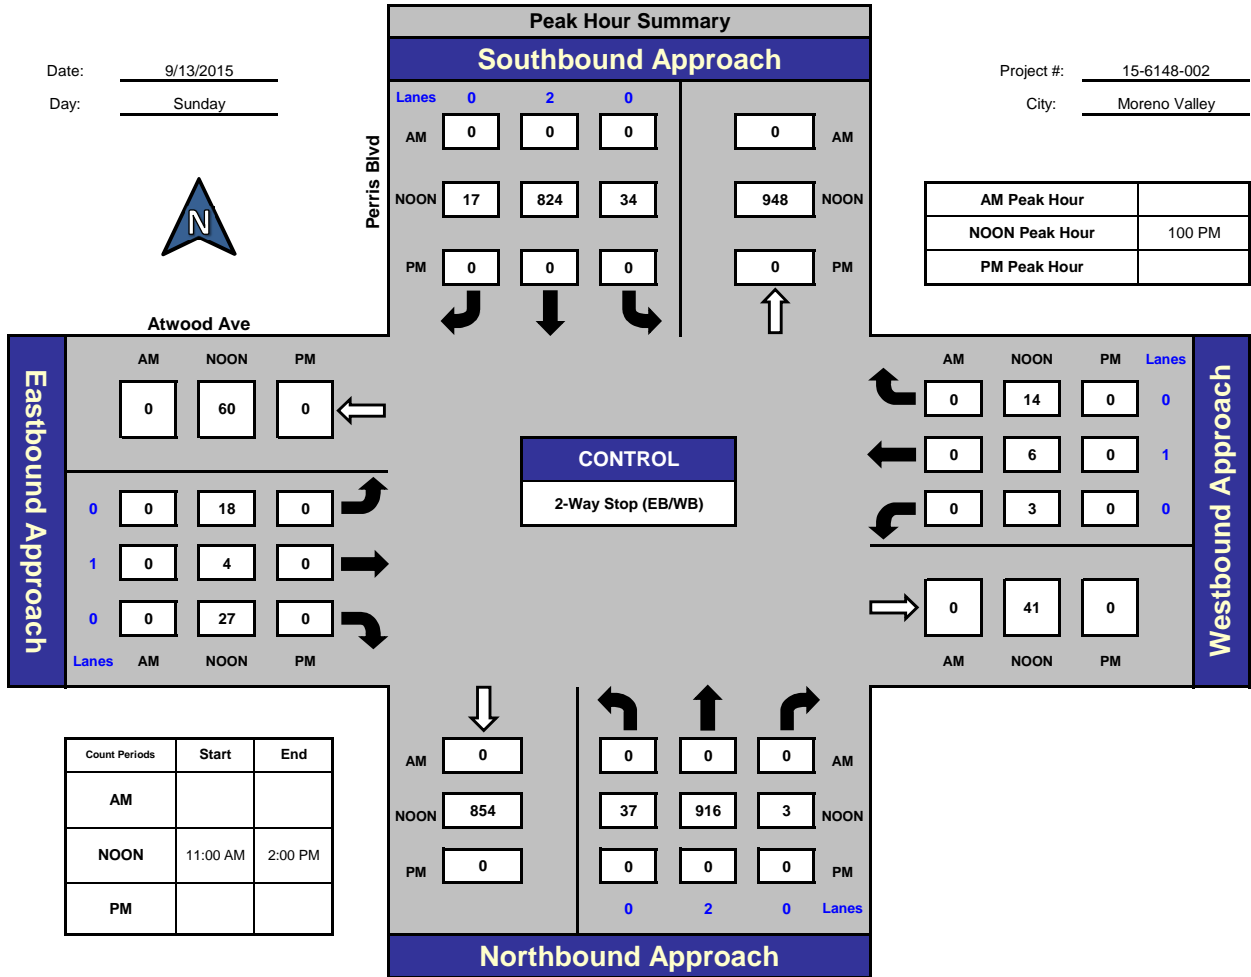 Peak Hour Summary
Southbound Approach
Date: 9/13/2015
Day: Sunday
Project #: 15-6148-002
City: Moreno Valley
N
Perris Blvd
Lanes 0 2 0
AM 0 0 0 0 AM
NOON 17 824 34 948 NOON
PM 0 0 0 0 PM
AM Peak Hour
NOON Peak Hour 100 PM
PM Peak Hour
Atwood Ave
Eastbound Approach
AM NOON PM
0 60 0
0 0 18 0
1 0 4 0
0 0 27 0
Lanes AM NOON PM
CONTROL
2-Way Stop (EB/WB)
AM NOON PM Lanes
0 14 0 0
0 6 0 1
0 3 0 0
0 41 0
AM NOON PM
Westbound Approach
Count Periods Start End
AM
NOON 11:00 AM 2:00 PM
PM
AM 0 0 0 0 AM
NOON 854 37 916 3 NOON
PM 0 0 0 0 PM
0 2 0 Lanes
Northbound Approach